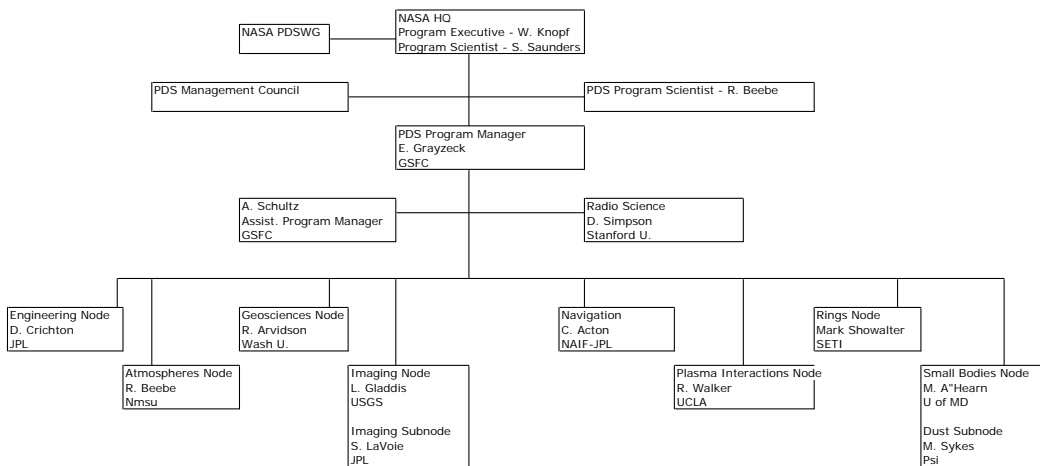 NASA HQ
Program Executive - W. Knopf
Program Scientist - S. Saunders
NASA PDSWG
PDS Management Council
PDS Program Scientist - R. Beebe
PDS Program Manager
E. Grayzeck
GSFC
A. Schultz
Assist. Program Manager
GSFC
Radio Science
D. Simpson
Stanford U.
Engineering Node
D. Crichton
JPL
Geosciences Node
R. Arvidson
Wash U.
Navigation
C. Acton
NAIF-JPL
Rings Node
Mark Showalter
SETI
Atmospheres Node
R. Beebe
Nmsu
Imaging Node
L. Gladdis
USGS
Imaging Subnode
S. LaVoie
JPL
Plasma Interactions Node
R. Walker
UCLA
Small Bodies Node
M. A"Hearn
U of MD
Dust Subnode
M. Sykes
Psi